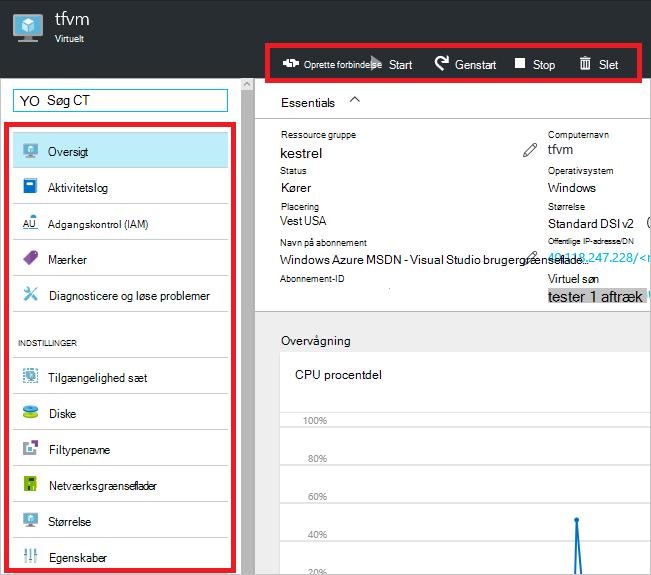 tfvm
Virtuelt
Oprette forbindelse
Start
Genstart
Stop
Slet
YO Søg CT
Oversigt
Aktivitetslog
Adgangskontrol (IAM)
Mærker
Diagnosticere og løse problemer
INDSTILLINGER
Tilgængelighed sæt
Diske
Filtypenavne
Netværksgrænseflader
Størrelse
Egenskaber
Essentials
Ressource gruppe
kestrel
Status
Kører
Placering
Vest USA
Navn på abonnement
Windows Azure MSDN - Visual Studio brugergrænseflade..
Abonnement-ID
Computernavn
tfvm
Operativsystem
Windows
Størrelse
Standard DSI v2
Offentlige IP-adresse/DN
40.118.247.228/<n
Virtuel søn
tester 1 aftræk
Overvågning
CPU procentdel
100%
80%
60%
40%
20%